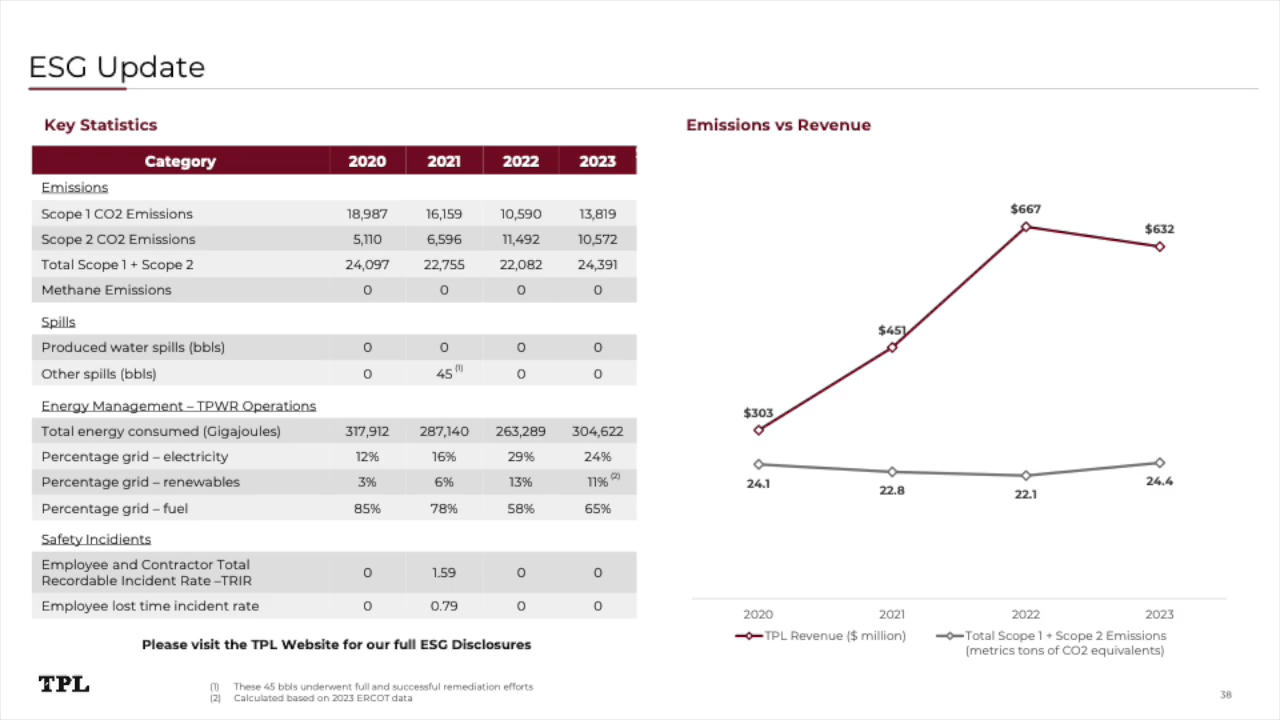 ESG Update
Key Statistics
Category 2020 2021 2022 2023
Emissions
Scope 1 CO2 Emissions 18,987 16,159 10,590 13,819
Scope 2 CO2 Emissions 5,110 6,596 11,492 10,572
Total Scope 1 + Scope 2 24,097 22,755 22,082 24,391
Methane Emissions 0 0 0 0
Spills
Produced water spills (bbls) 0 0 0 0
Other spills (bbls) 0 45 (1) 0 0
Energy Management – TPWR Operations
Total energy consumed (Gigajoules) 317,912 287,140 263,289 304,622
Percentage grid – electricity 12% 16% 29% 24%
Percentage grid – renewables 3% 6% 13% 11% (2)
Percentage grid – fuel 85% 78% 58% 65%
Safety Incidients
Employee and Contractor Total
Recordable Incident Rate –TRIR 0 1.59 0 0
Employee lost time incident rate 0 0.79 0 0
Please visit the TPL Website for our full ESG Disclosures
Emissions vs Revenue
$667
$632
$451
$303
24.1
22.8
22.1
24.4
2020 2021 2022 2023
TPL Revenue ($ million)
Total Scope 1 + Scope 2 Emissions
(metrics tons of CO2 equivalents)
TPL
(1) These 45 bbls underwent full and successful remediation efforts
(2) Calculated based on 2023 ERCOT data
38